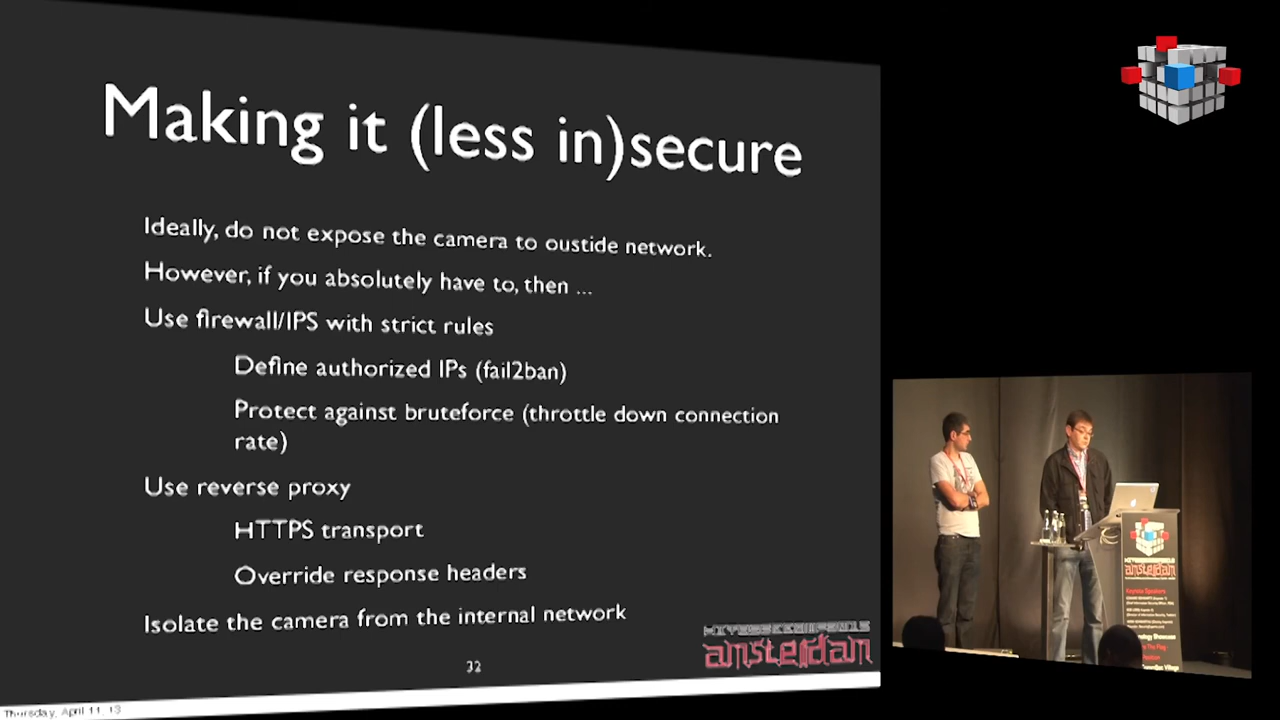 Making it (less in)secure
Ideally, do not expose the camera to oustide network.
However, if you absolutely have to, then ...
Use firewall/IPS with strict rules
Define authorized IPs (fail2ban)
Protect against bruteforce (throttle down connection
rate)
Use reverse proxy
HTTPS transport
Override response headers
Isolate the camera from the internal network
amsterdam
32
Thursday, April 11, 13
amsterdam
Keynote Speakers